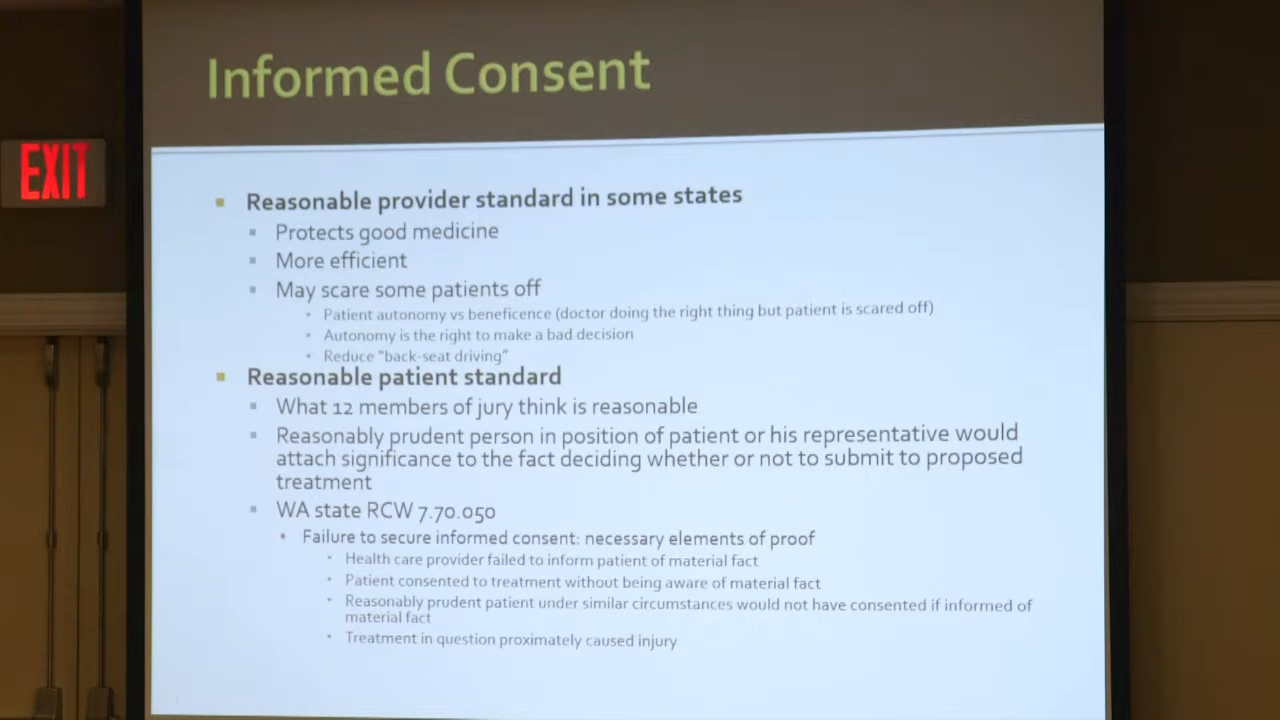 Informed Consent
EXIT
Reasonable provider standard in some states
Protects good medicine
More efficient
May scare some patients off
Patient autonomy vs beneficence (doctor doing the right thing but patient is scared off)
Autonomy is the right to make a bad decision
Reduce "back-seat driving"
Reasonable patient standard
What 12 members of jury think is reasonable
Reasonably prudent person in position of patient or his representative would
attach significance to the fact deciding whether or not to submit to proposed
treatment
WA state RCW 7.70.050
Failure to secure informed consent: necessary elements of proof
Health care provider failed to inform patient of material fact
Patient consented to treatment without being aware of material fact
Reasonably prudent patient under similar circumstances would not have consented if informed of
material fact
Treatment in question proximately caused injury